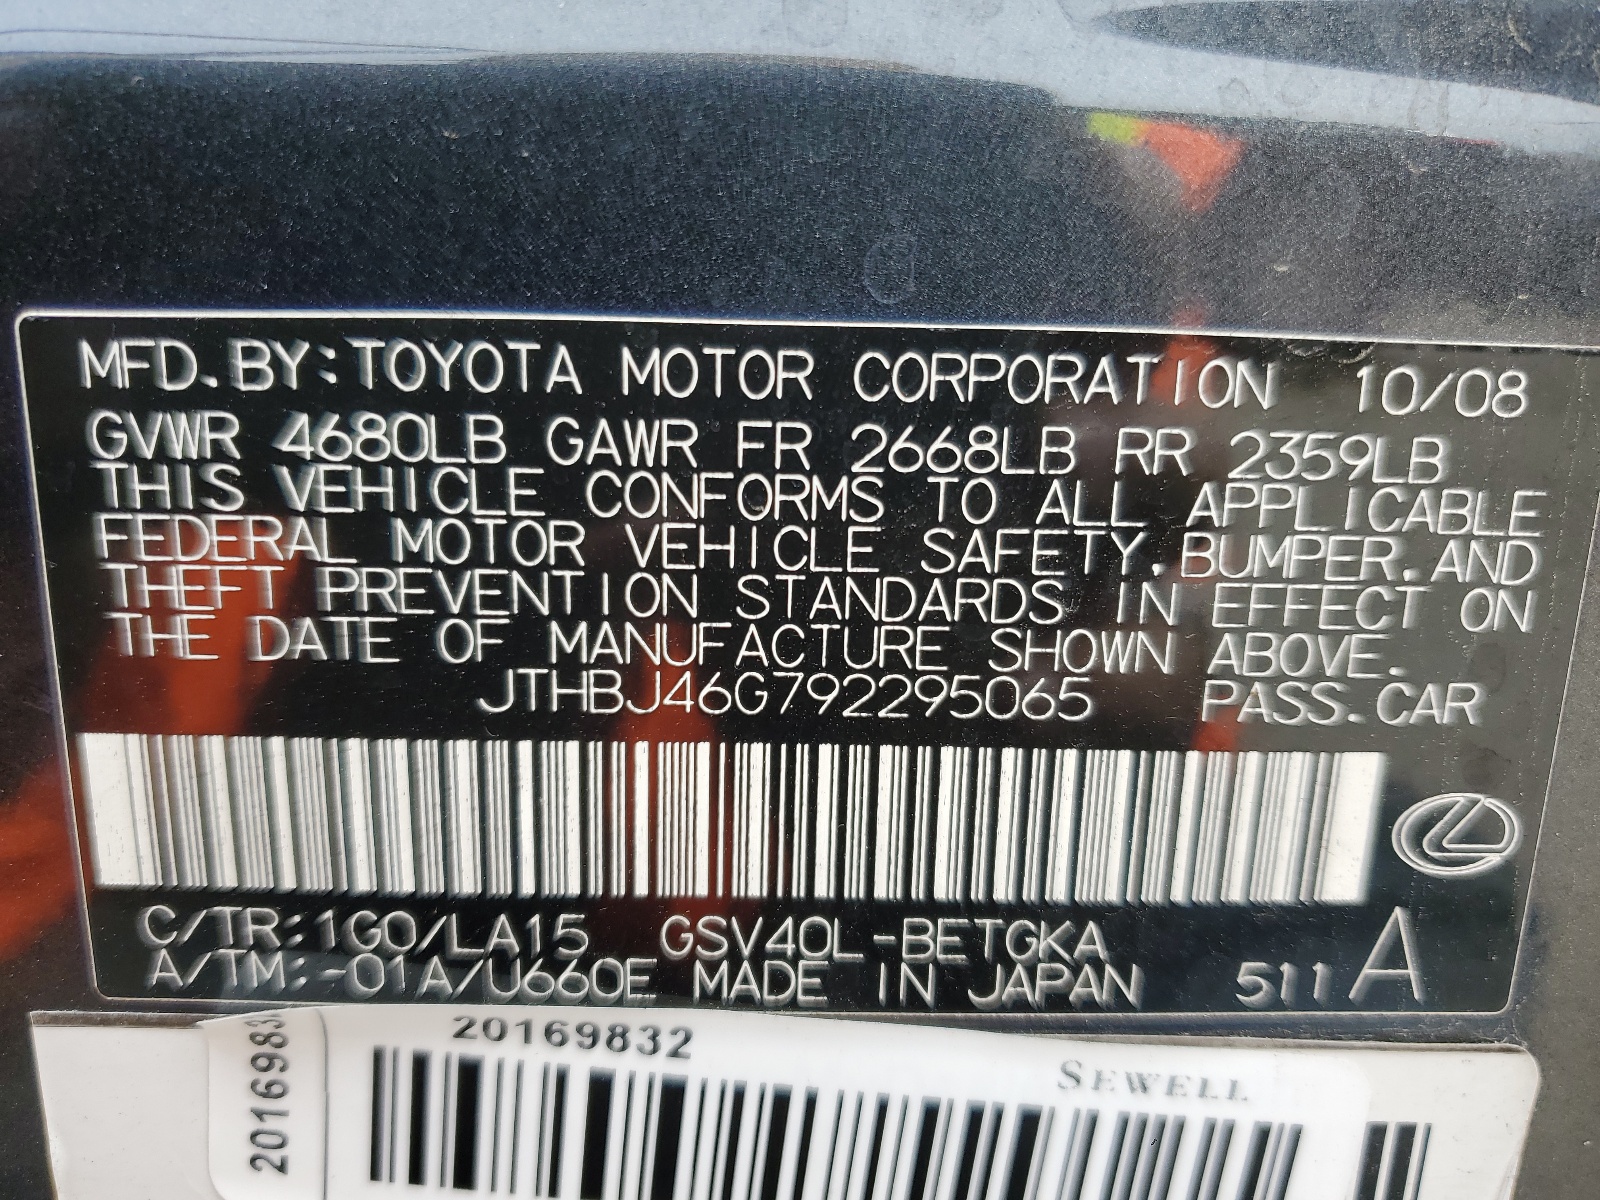 MFD.BY:TOYOTA MOTOR CORPORATION 10/08
GVWR 4680LB GAWR FR 2668LB RR 2359LB
THIS VEHICLE CONFORMS TO ALL APPLICABLE
FEDERAL MOTOR VEHICLE SAFETY,BUMPER,AND
THEFT PREVENTION STANDARDS IN EFFECT ON
THE DATE OF MANUFACTURE SHOWN ABOVE.
JTHBJ46G792295065 PASS.CAR
C/TR:1G0/LA15 GSV40L-BETGKA
A/TM:-01A/U660E MADE IN JAPAN 511A
20169832
SEWELL
2016983